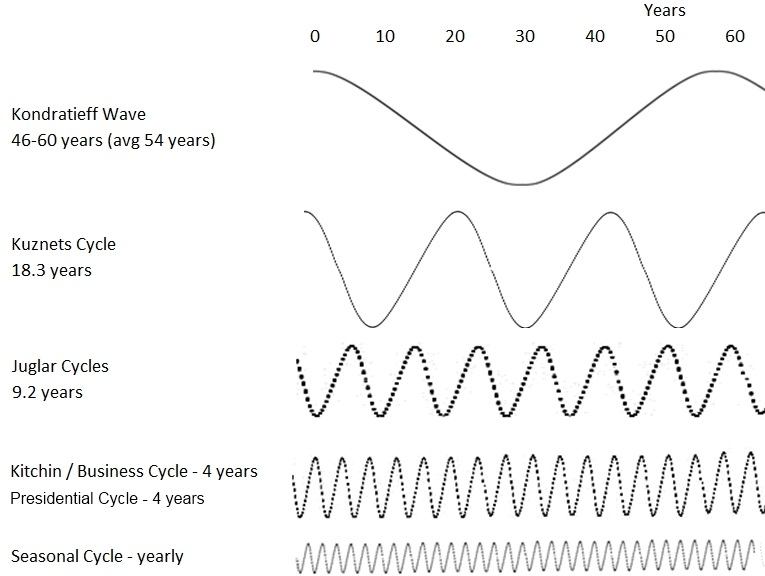 Years
0 10 20 30 40 50 60
Kondratieff Wave
46-60 years (avg 54 years)
Kuznets Cycle
18.3 years
Juglar Cycles
9.2 years
Kitchin / Business Cycle - 4 years
Presidential Cycle - 4 years
Seasonal Cycle - yearly